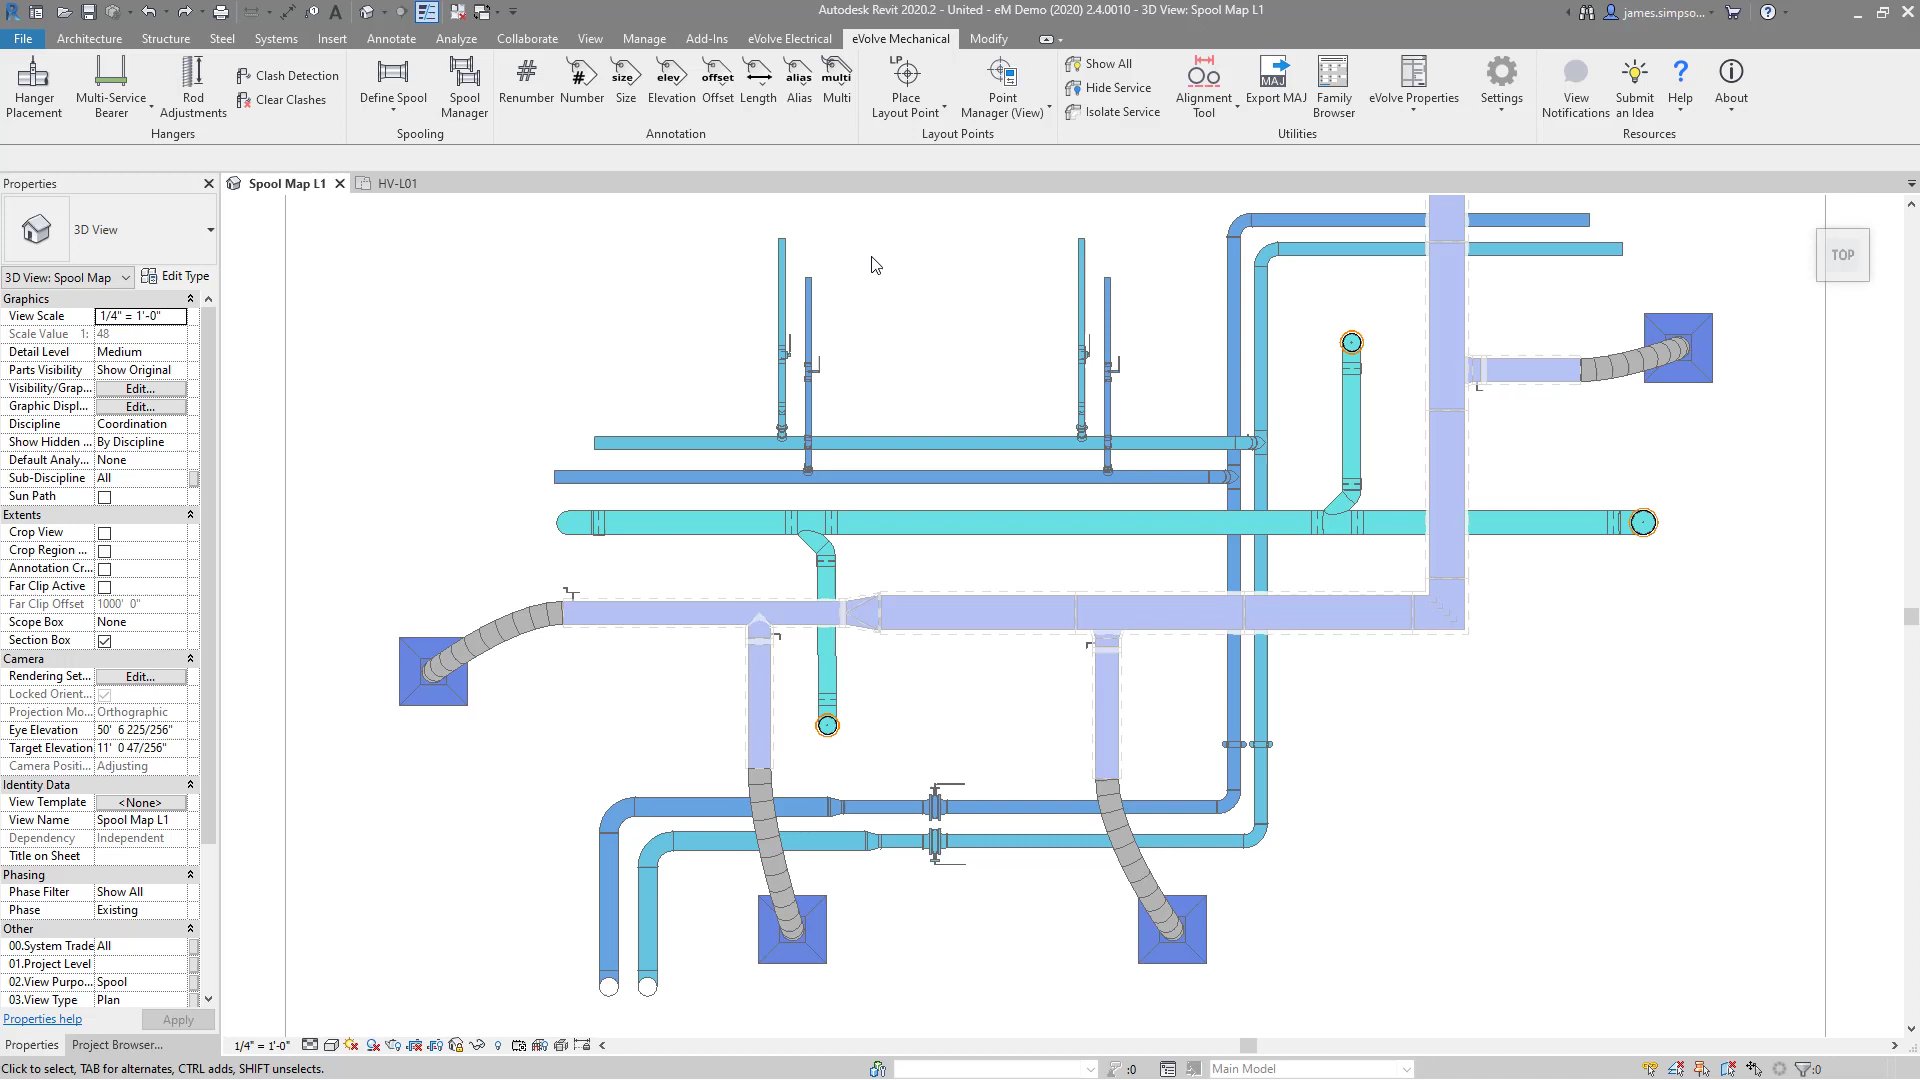 Autodesk Revit 2020.2 - United - eM Demo (2020) 2.4.0010 - 3D View: Spool Map L1
james.simpso...
File Architecture Structure Steel Systems Insert Annotate Analyze Collaborate View Manage Add-Ins eVolve Electrical eVolve Mechanical Modify
Hanger Placement
Multi-Service Bearer
Rod Adjustments
Clash Detection
Clear Clashes
Define Spool
Spool Manager
Renumber
Number
Size
Elevation
Offset
Length
Alias
Multi
Place Layout Point
Point Manager (View)
Show All
Hide Service
Isolate Service
Alignment Tool
Export MAJ
Family Browser
eVolve Properties
Settings
View Notifications
Submit an Idea
Help
About
# size elev offset alias multi LP MAJ
Hangers Spooling Annotation Layout Points Utilities Resources
Properties
Spool Map L1
HV-L01
3D View
3D View: Spool Map
Edit Type
Graphics
View Scale 1/4" = 1'-0"
Scale Value 1: 48
Detail Level Medium
Parts Visibility Show Original
Visibility/Grap... Edit...
Graphic Displ... Edit...
Discipline Coordination
Show Hidden ... By Discipline
Default Analy... None
Sub-Discipline All
Sun Path
Extents
Crop View
Crop Region ...
Annotation Cr...
Far Clip Active
Far Clip Offset 1000' 0"
Scope Box None
Section Box
Camera
Rendering Set... Edit...
Locked Orient...
Projection Mo... Orthographic
Eye Elevation 50' 6 225/256"
Target Elevation 11' 0 47/256"
Camera Positi... Adjusting
Identity Data
View Template <None>
View Name Spool Map L1
Dependency Independent
Title on Sheet
Phasing
Phase Filter Show All
Phase Existing
Other
00.System Trade All
01.Project Level
02.View Purpo... Spool
03.View Type Plan
Properties help
Apply
TOP
Properties
Project Browser...
1/4" = 1'-0"
Click to select, TAB for alternates, CTRL adds, SHIFT unselects.
:0
Main Model
:0